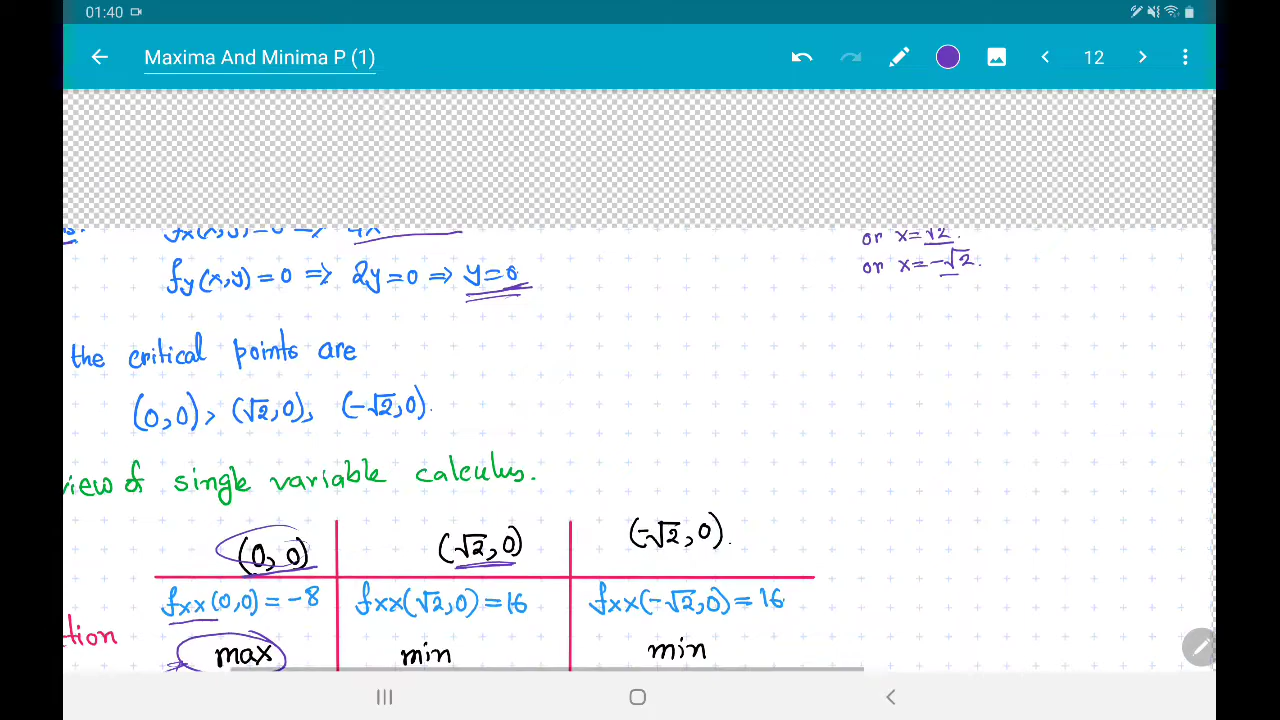 01:40
Maxima And Minima P (1)
12
or x=√2.
fy(x,y)=0 ⇒ 2y=0 ⇒ y=0
or x=-√2.
the critical points are
(0,0), (√2,0), (-√2,0).
view of single variable calculus.
(0,0) (√2,0) (-√2,0).
fxx(0,0)=-8 fxx(√2,0)=16 fxx(-√2,0)=16
max min min